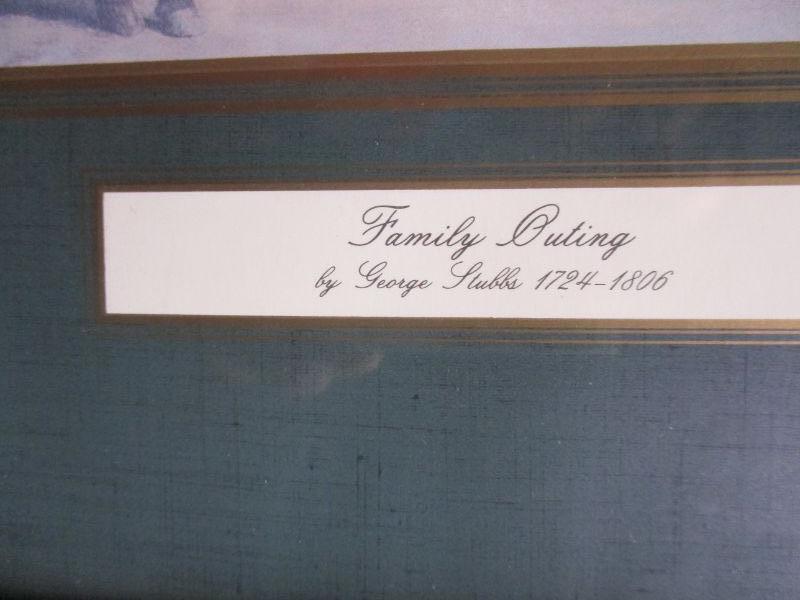 Family Outing
by George Stubbs 1724-1806